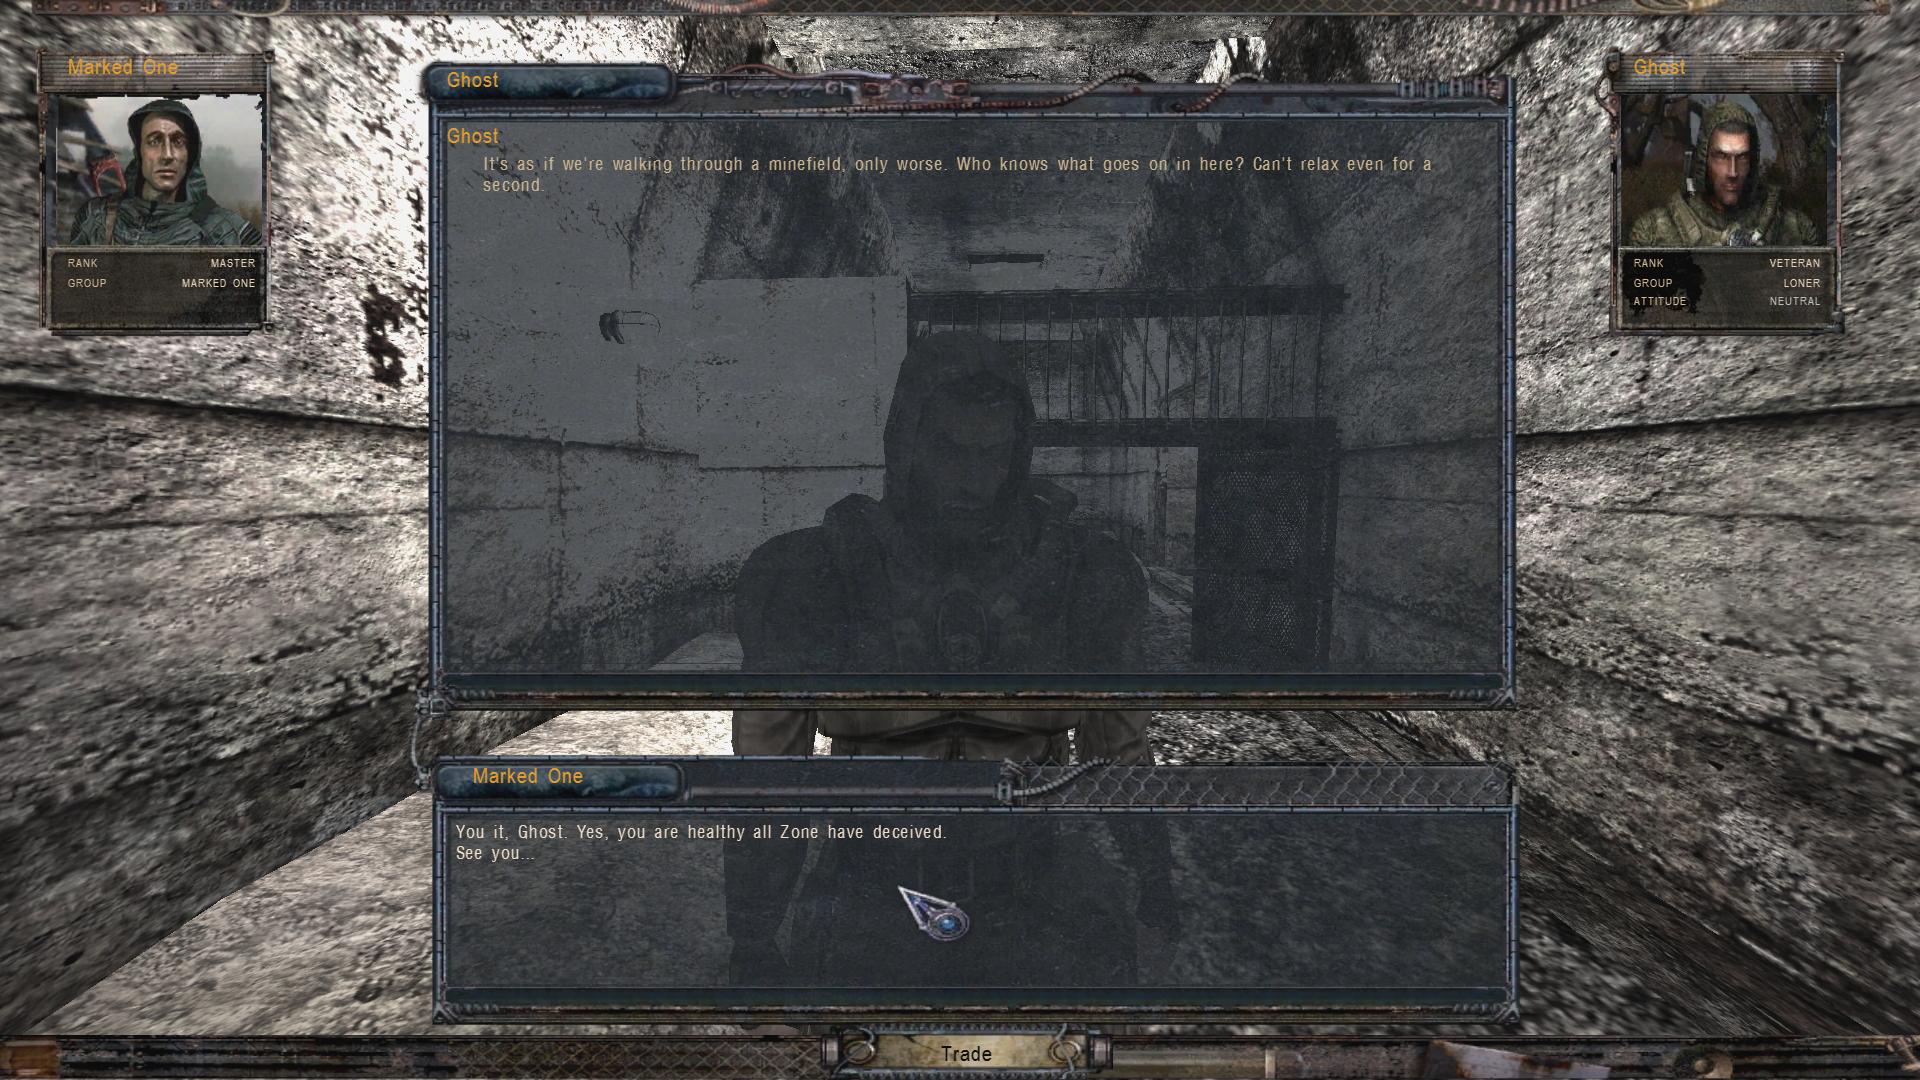 Marked One
RANK MASTER
GROUP MARKED ONE
Ghost
Ghost
It's as if we're walking through a minefield, only worse. Who knows what goes on in here? Can't relax even for a
second.
Ghost
RANK VETERAN
GROUP LONER
ATTITUDE NEUTRAL
Marked One
You it, Ghost. Yes, you are healthy all Zone have deceived.
See you...
Trade